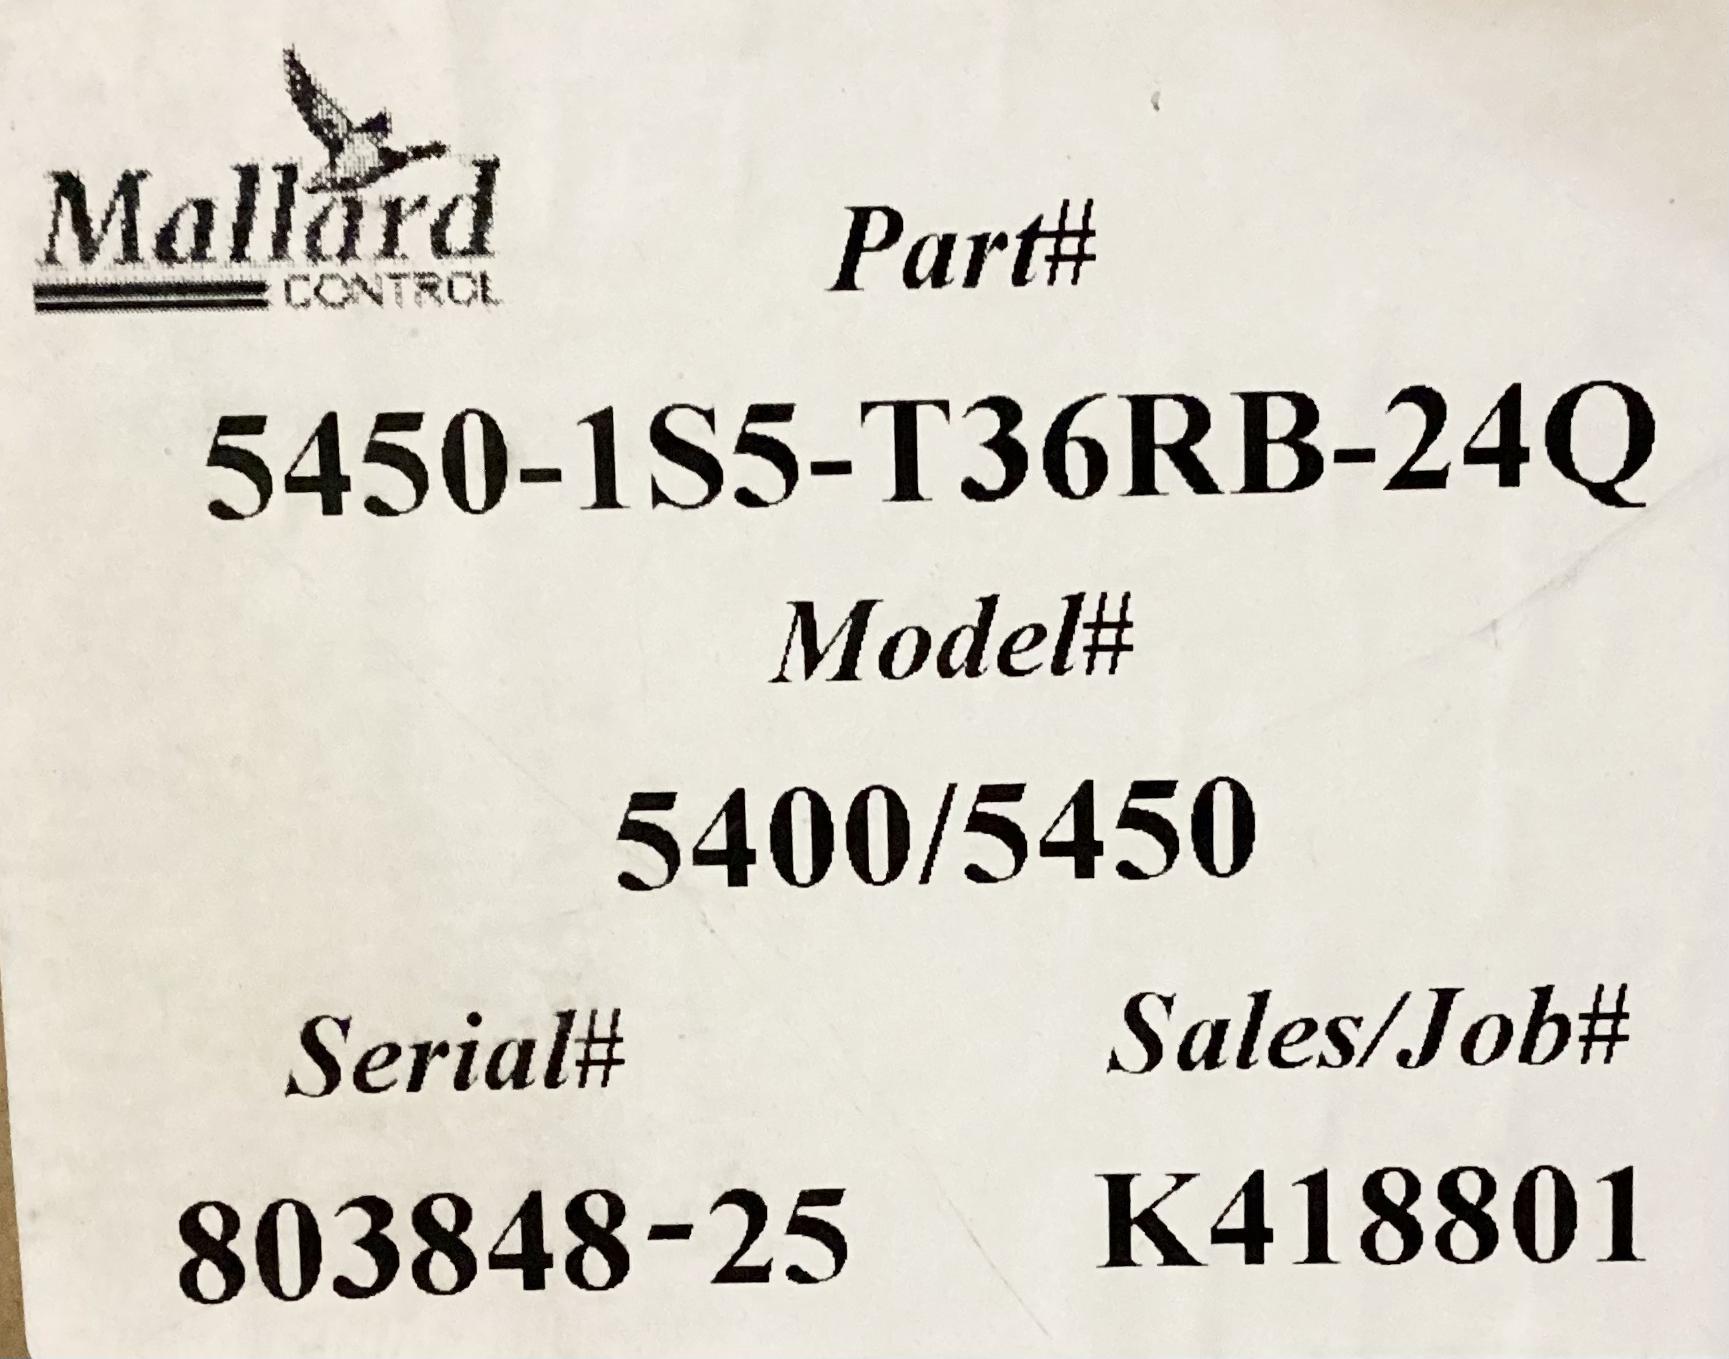 Mallard
CONTROL
Part#
5450-1S5-T36RB-24Q
Model#
5400/5450
Serial# Sales/Job#
803848-25 K418801